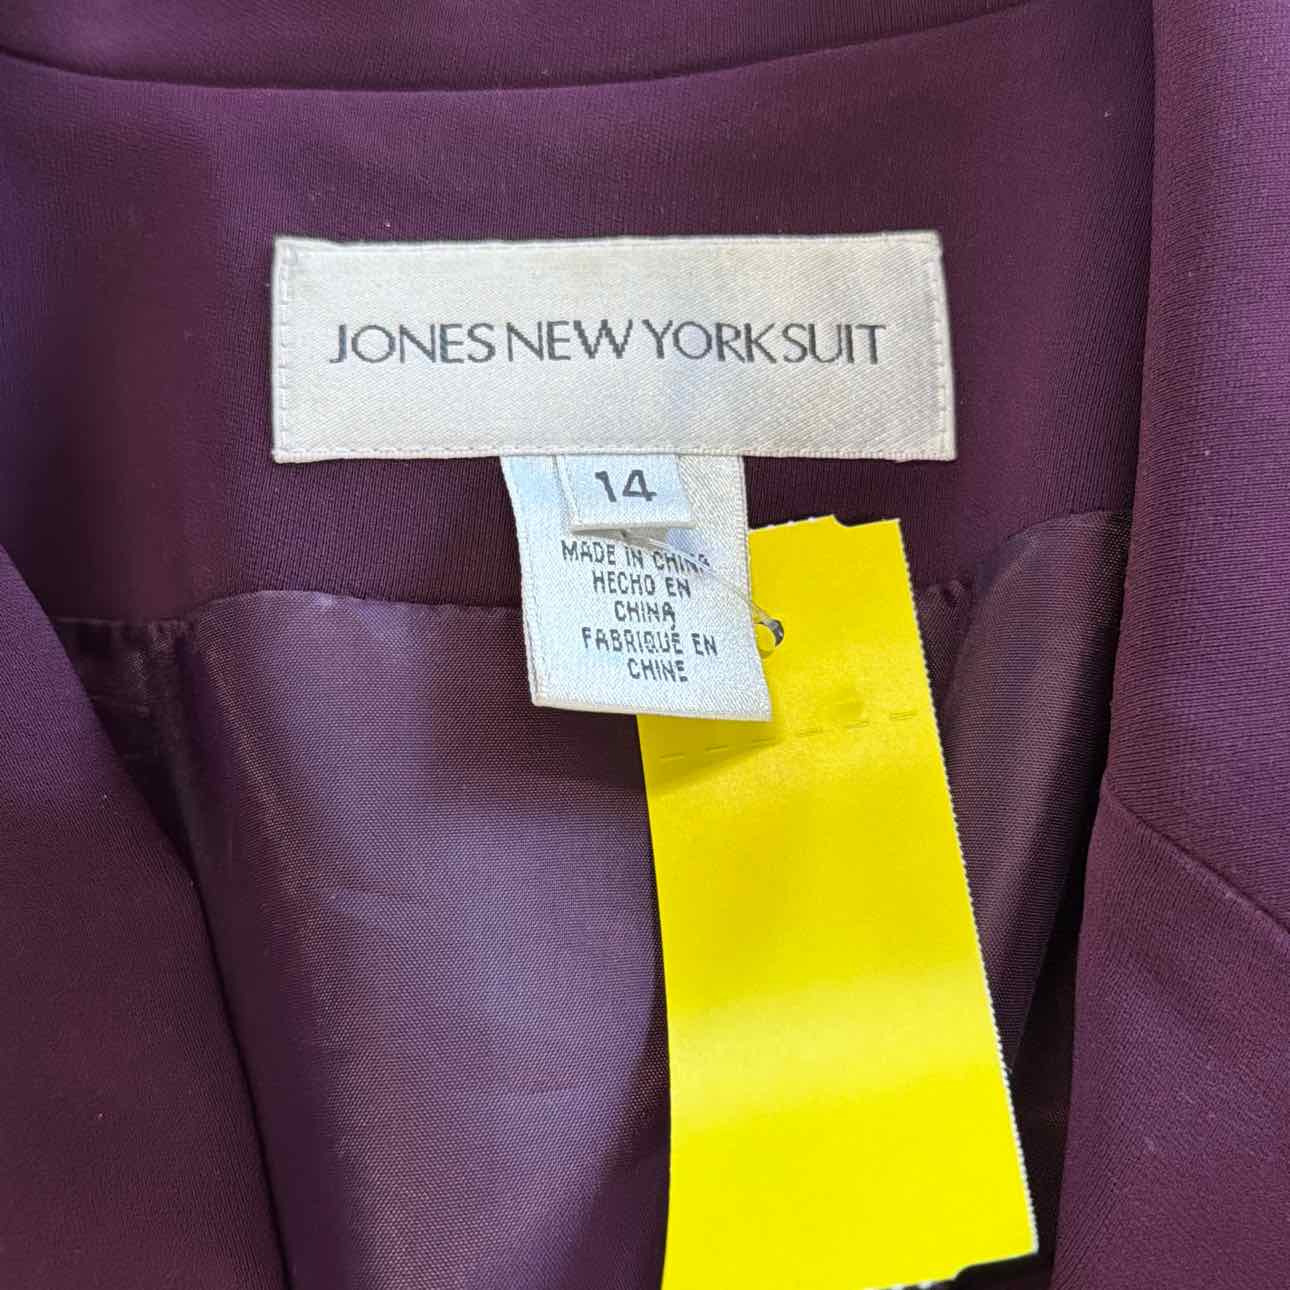 JONES NEW YORK SUIT
14
MADE IN CHINA
HECHO EN
CHINA
FABRIQUÉ EN
CHINE